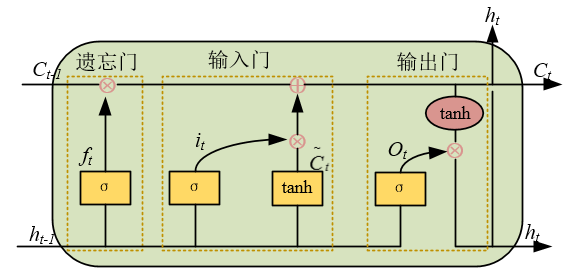 h_t
遗忘门 输入门 输出门
C_{t-1} C_t
tanh
f_t i_t C̃_t O_t
σ σ tanh σ
h_{t-1} h_t